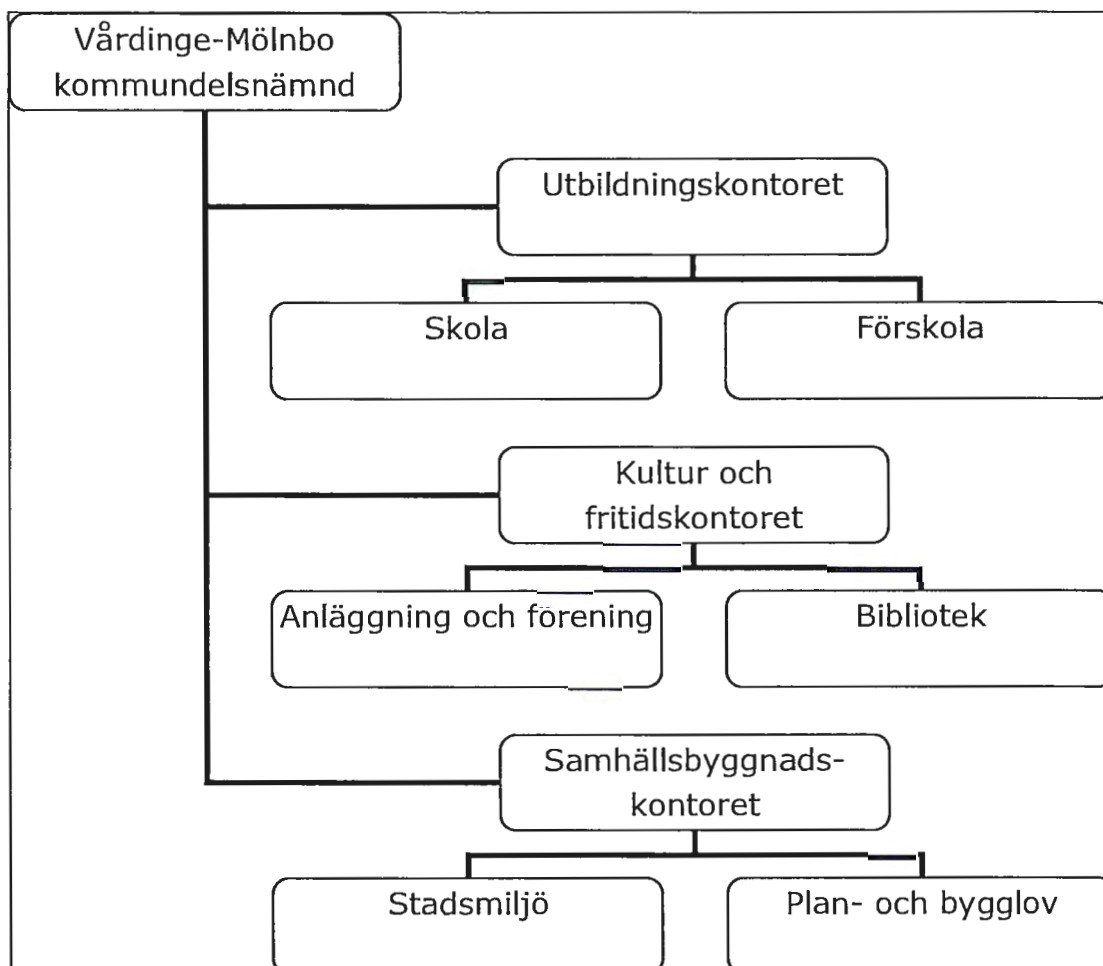 Vårdinge-Mölnbo
kommundelsnämnd
Utbildningskontoret
Skola
Förskola
Kultur och
fritidskontoret
Anläggning och förening
Bibliotek
Samhällsbyggnads-
kontoret
Stadsmiljö
Plan- och bygglov